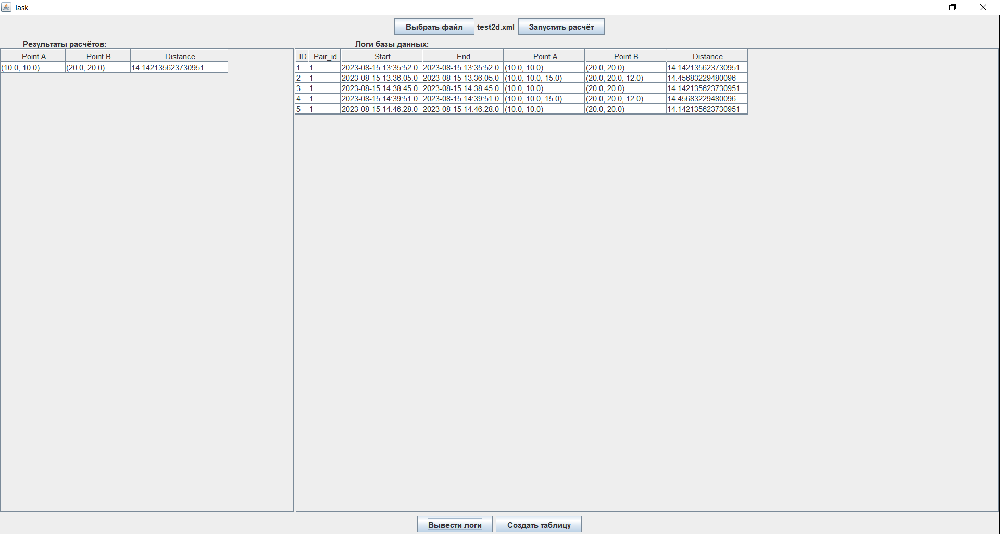 Task
Выбрать файл test2d.xml Запустить расчёт
Результаты расчётов:
Point A Point B Distance
(10.0, 10.0) (20.0, 20.0) 14.142135623730951
Логи базы данных:
ID Pair_id Start End Point A Point B Distance
1 1 2023-08-15 13:35:52.0 2023-08-15 13:35:52.0 (10.0, 10.0) (20.0, 20.0) 14.142135623730951
2 1 2023-08-15 13:36:05.0 2023-08-15 13:36:05.0 (10.0, 10.0, 15.0) (20.0, 20.0, 12.0) 14.45683229480096
3 1 2023-08-15 14:38:45.0 2023-08-15 14:38:45.0 (10.0, 10.0) (20.0, 20.0) 14.142135623730951
4 1 2023-08-15 14:39:51.0 2023-08-15 14:39:51.0 (10.0, 10.0, 15.0) (20.0, 20.0, 12.0) 14.45683229480096
5 1 2023-08-15 14:46:28.0 2023-08-15 14:46:28.0 (10.0, 10.0) (20.0, 20.0) 14.142135623730951
Вывести логи Создать таблицу